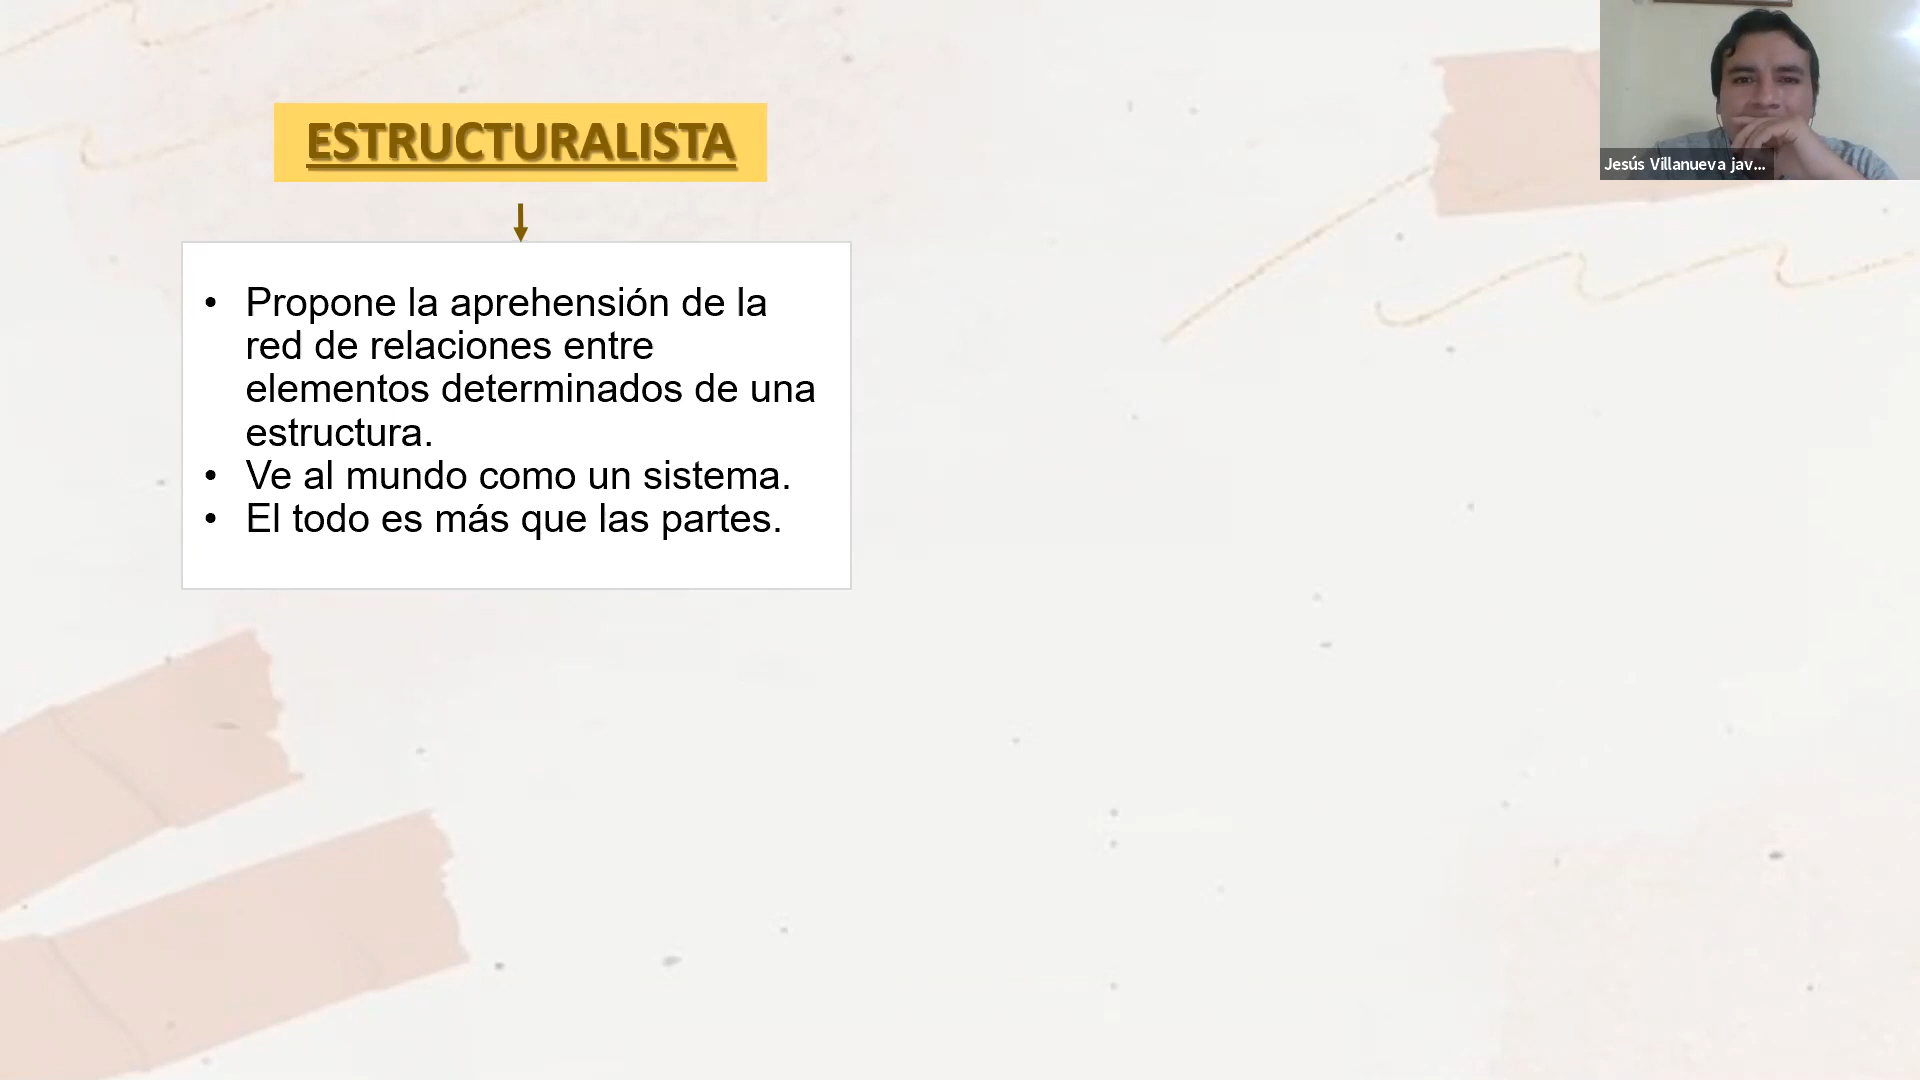 ESTRUCTURALISTA
• Propone la aprehensión de la
red de relaciones entre
elementos determinados de una
estructura.
• Ve al mundo como un sistema.
• El todo es más que las partes.
Jesús Villanueva jav...